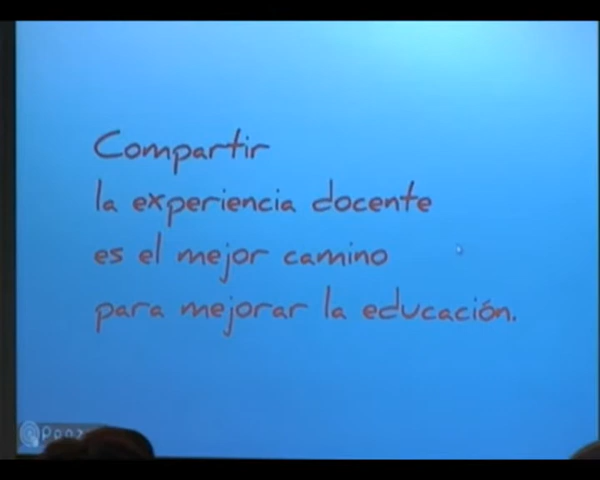 Compartir
la experiencia docente
es el mejor camino
para mejorar la educación.